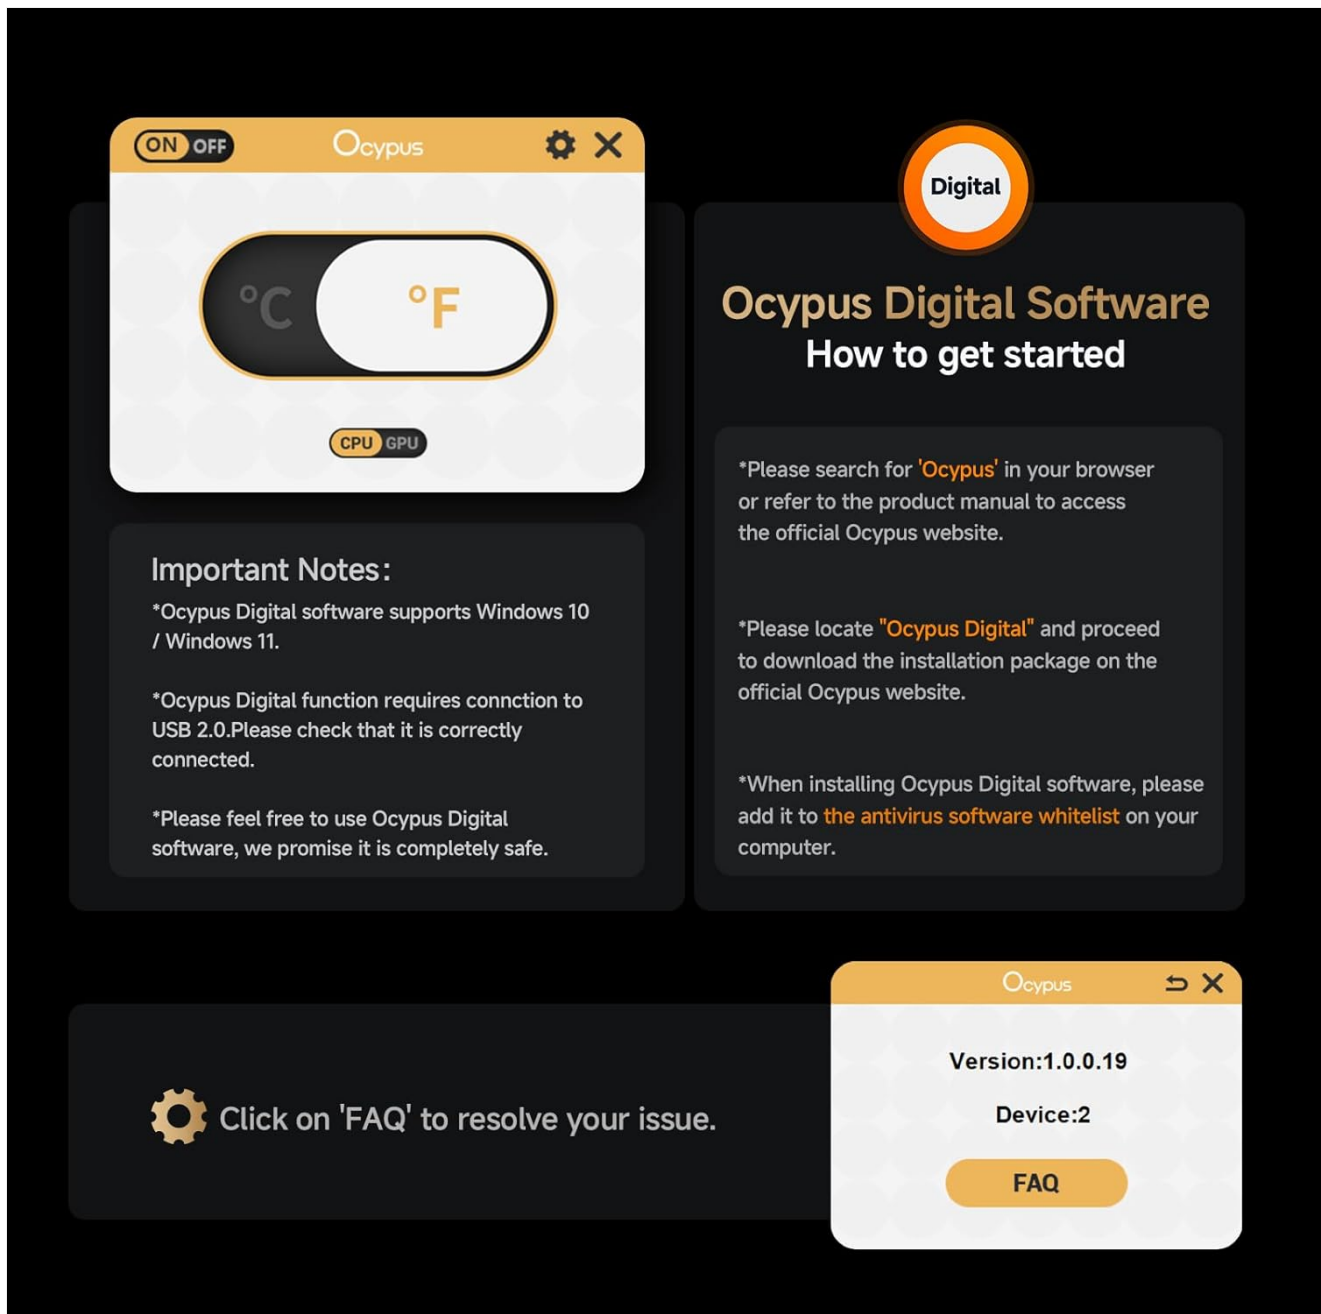 ON OFF
Ocypus
°C
°F
CPU GPU
Important Notes:
*Ocypus Digital software supports Windows 10
/ Windows 11.
*Ocypus Digital function requires connction to
USB 2.0.Please check that it is correctly
connected.
*Please feel free to use Ocypus Digital
software, we promise it is completely safe.
Digital
Ocypus Digital Software
How to get started
*Please search for 'Ocypus' in your browser
or refer to the product manual to access
the official Ocypus website.
*Please locate "Ocypus Digital" and proceed
to download the installation package on the
official Ocypus website.
*When installing Ocypus Digital software, please
add it to the antivirus software whitelist on your
computer.
Click on 'FAQ' to resolve your issue.
Ocypus
Version:1.0.0.19
Device:2
FAQ